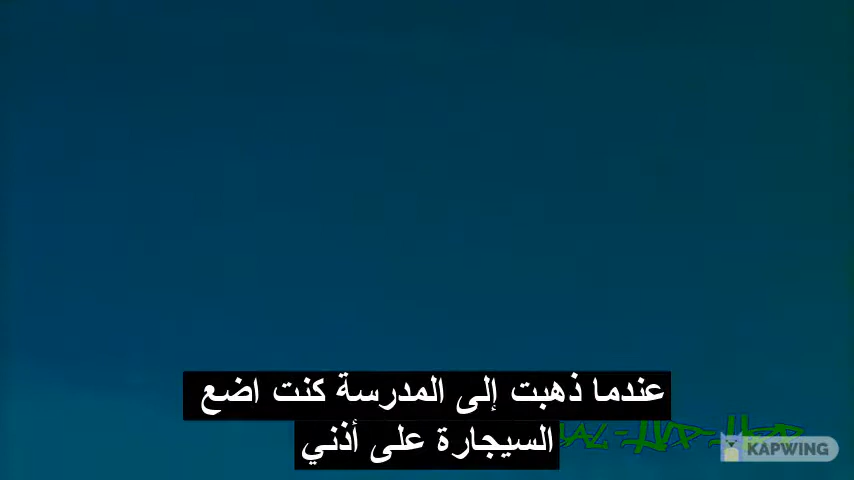 عندما ذهبت إلى المدرسة كنت اضع
السيجارة على أذني
KAPWING